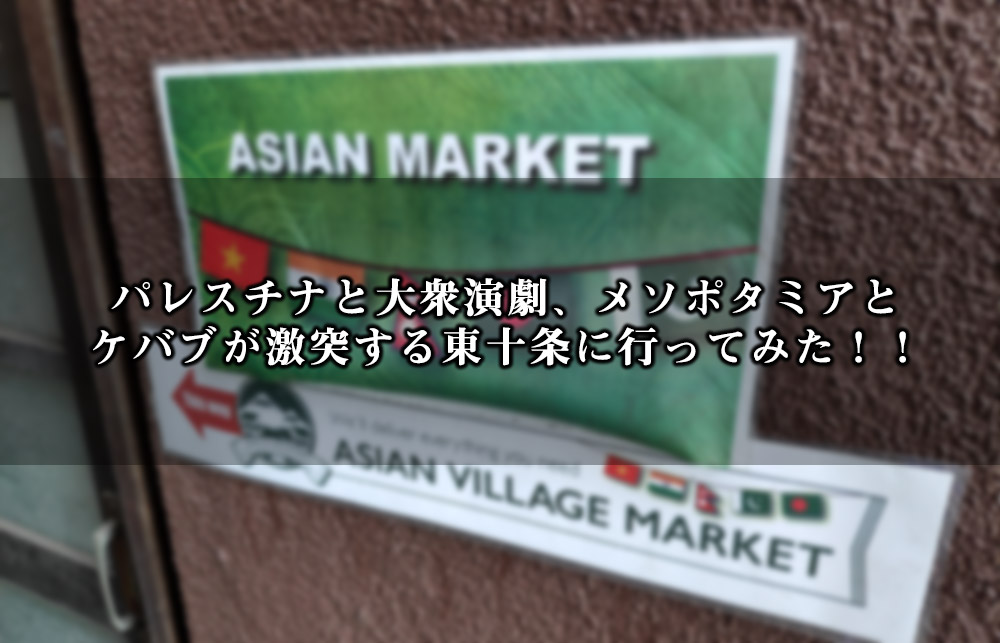 ASIAN MARKET
パレスチナと大衆演劇、メソポタミアと
ケバブが激突する東十条に行ってみた！！
ASIAN VILLAGE MARKET